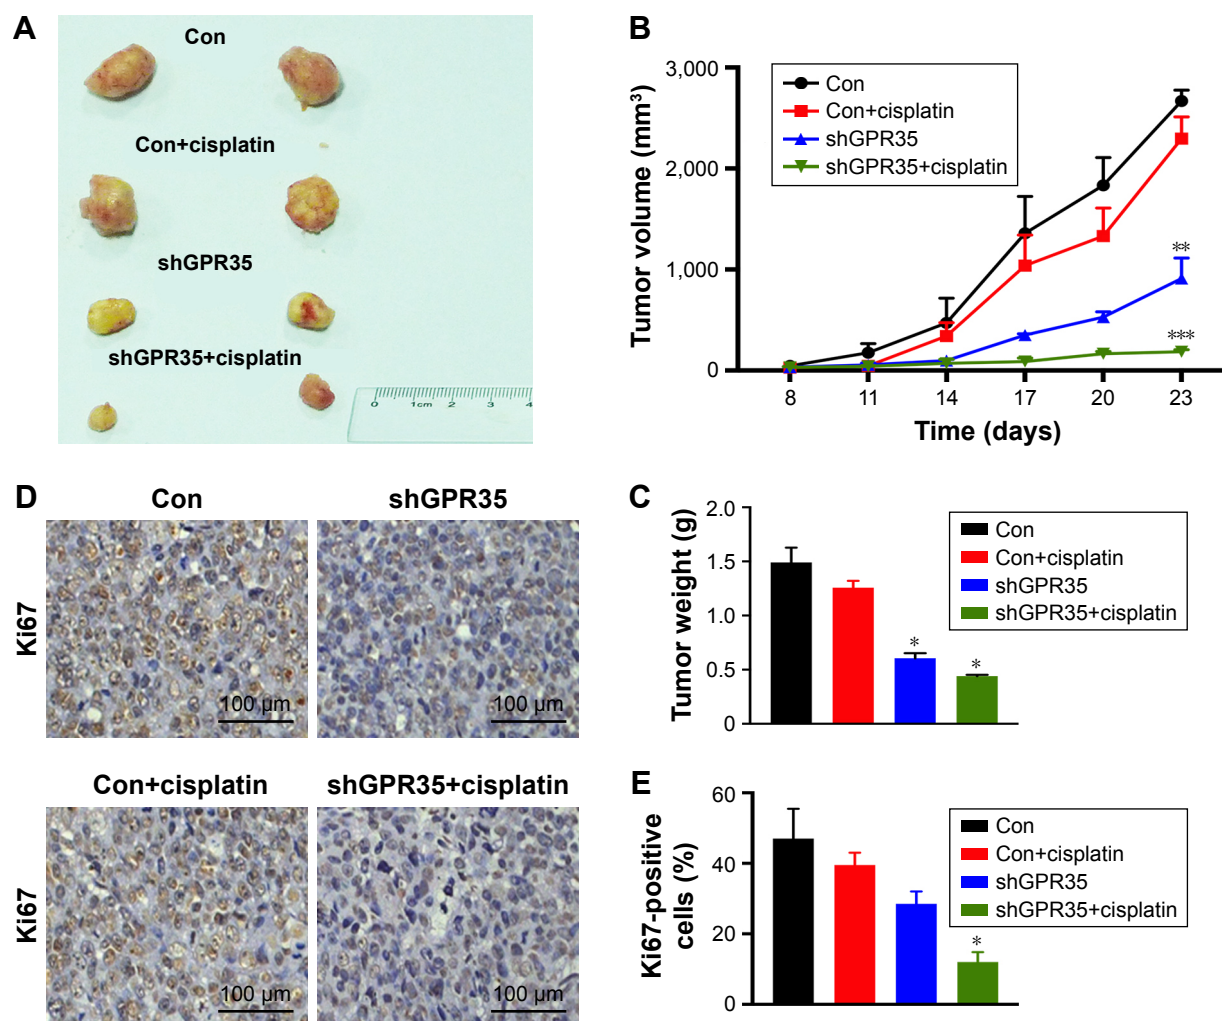 A
Con
Con+cisplatin
shGPR35
shGPR35+cisplatin
0 1cm 2 3 4
B
Tumor volume (mm³)
3,000
2,000
1,000
0
Con
Con+cisplatin
shGPR35
shGPR35+cisplatin
**
***
8 11 14 17 20 23
Time (days)
D
Con shGPR35
Ki67
100 µm 100 µm
Con+cisplatin shGPR35+cisplatin
Ki67
100 µm 100 µm
C
Tumor weight (g)
2.0
1.5
1.0
0.5
0
Con
Con+cisplatin
shGPR35
shGPR35+cisplatin
*
*
E
Ki67-positive
cells (%)
60
40
20
0
Con
Con+cisplatin
shGPR35
shGPR35+cisplatin
*